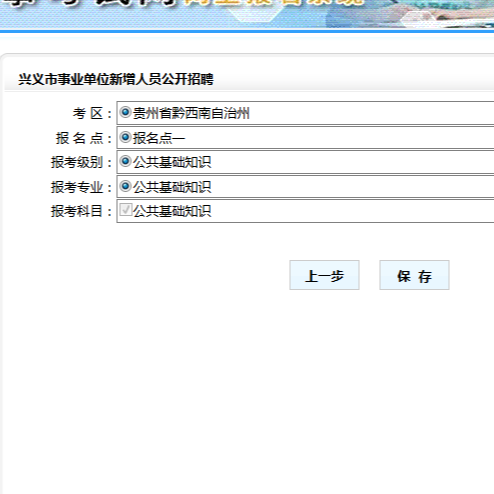 兴义市事业单位新增人员公开招聘
考 区：贵州省黔西南自治州
报 名 点：报名点一
报考级别：公共基础知识
报考专业：公共基础知识
报考科目：公共基础知识
上一步 保 存